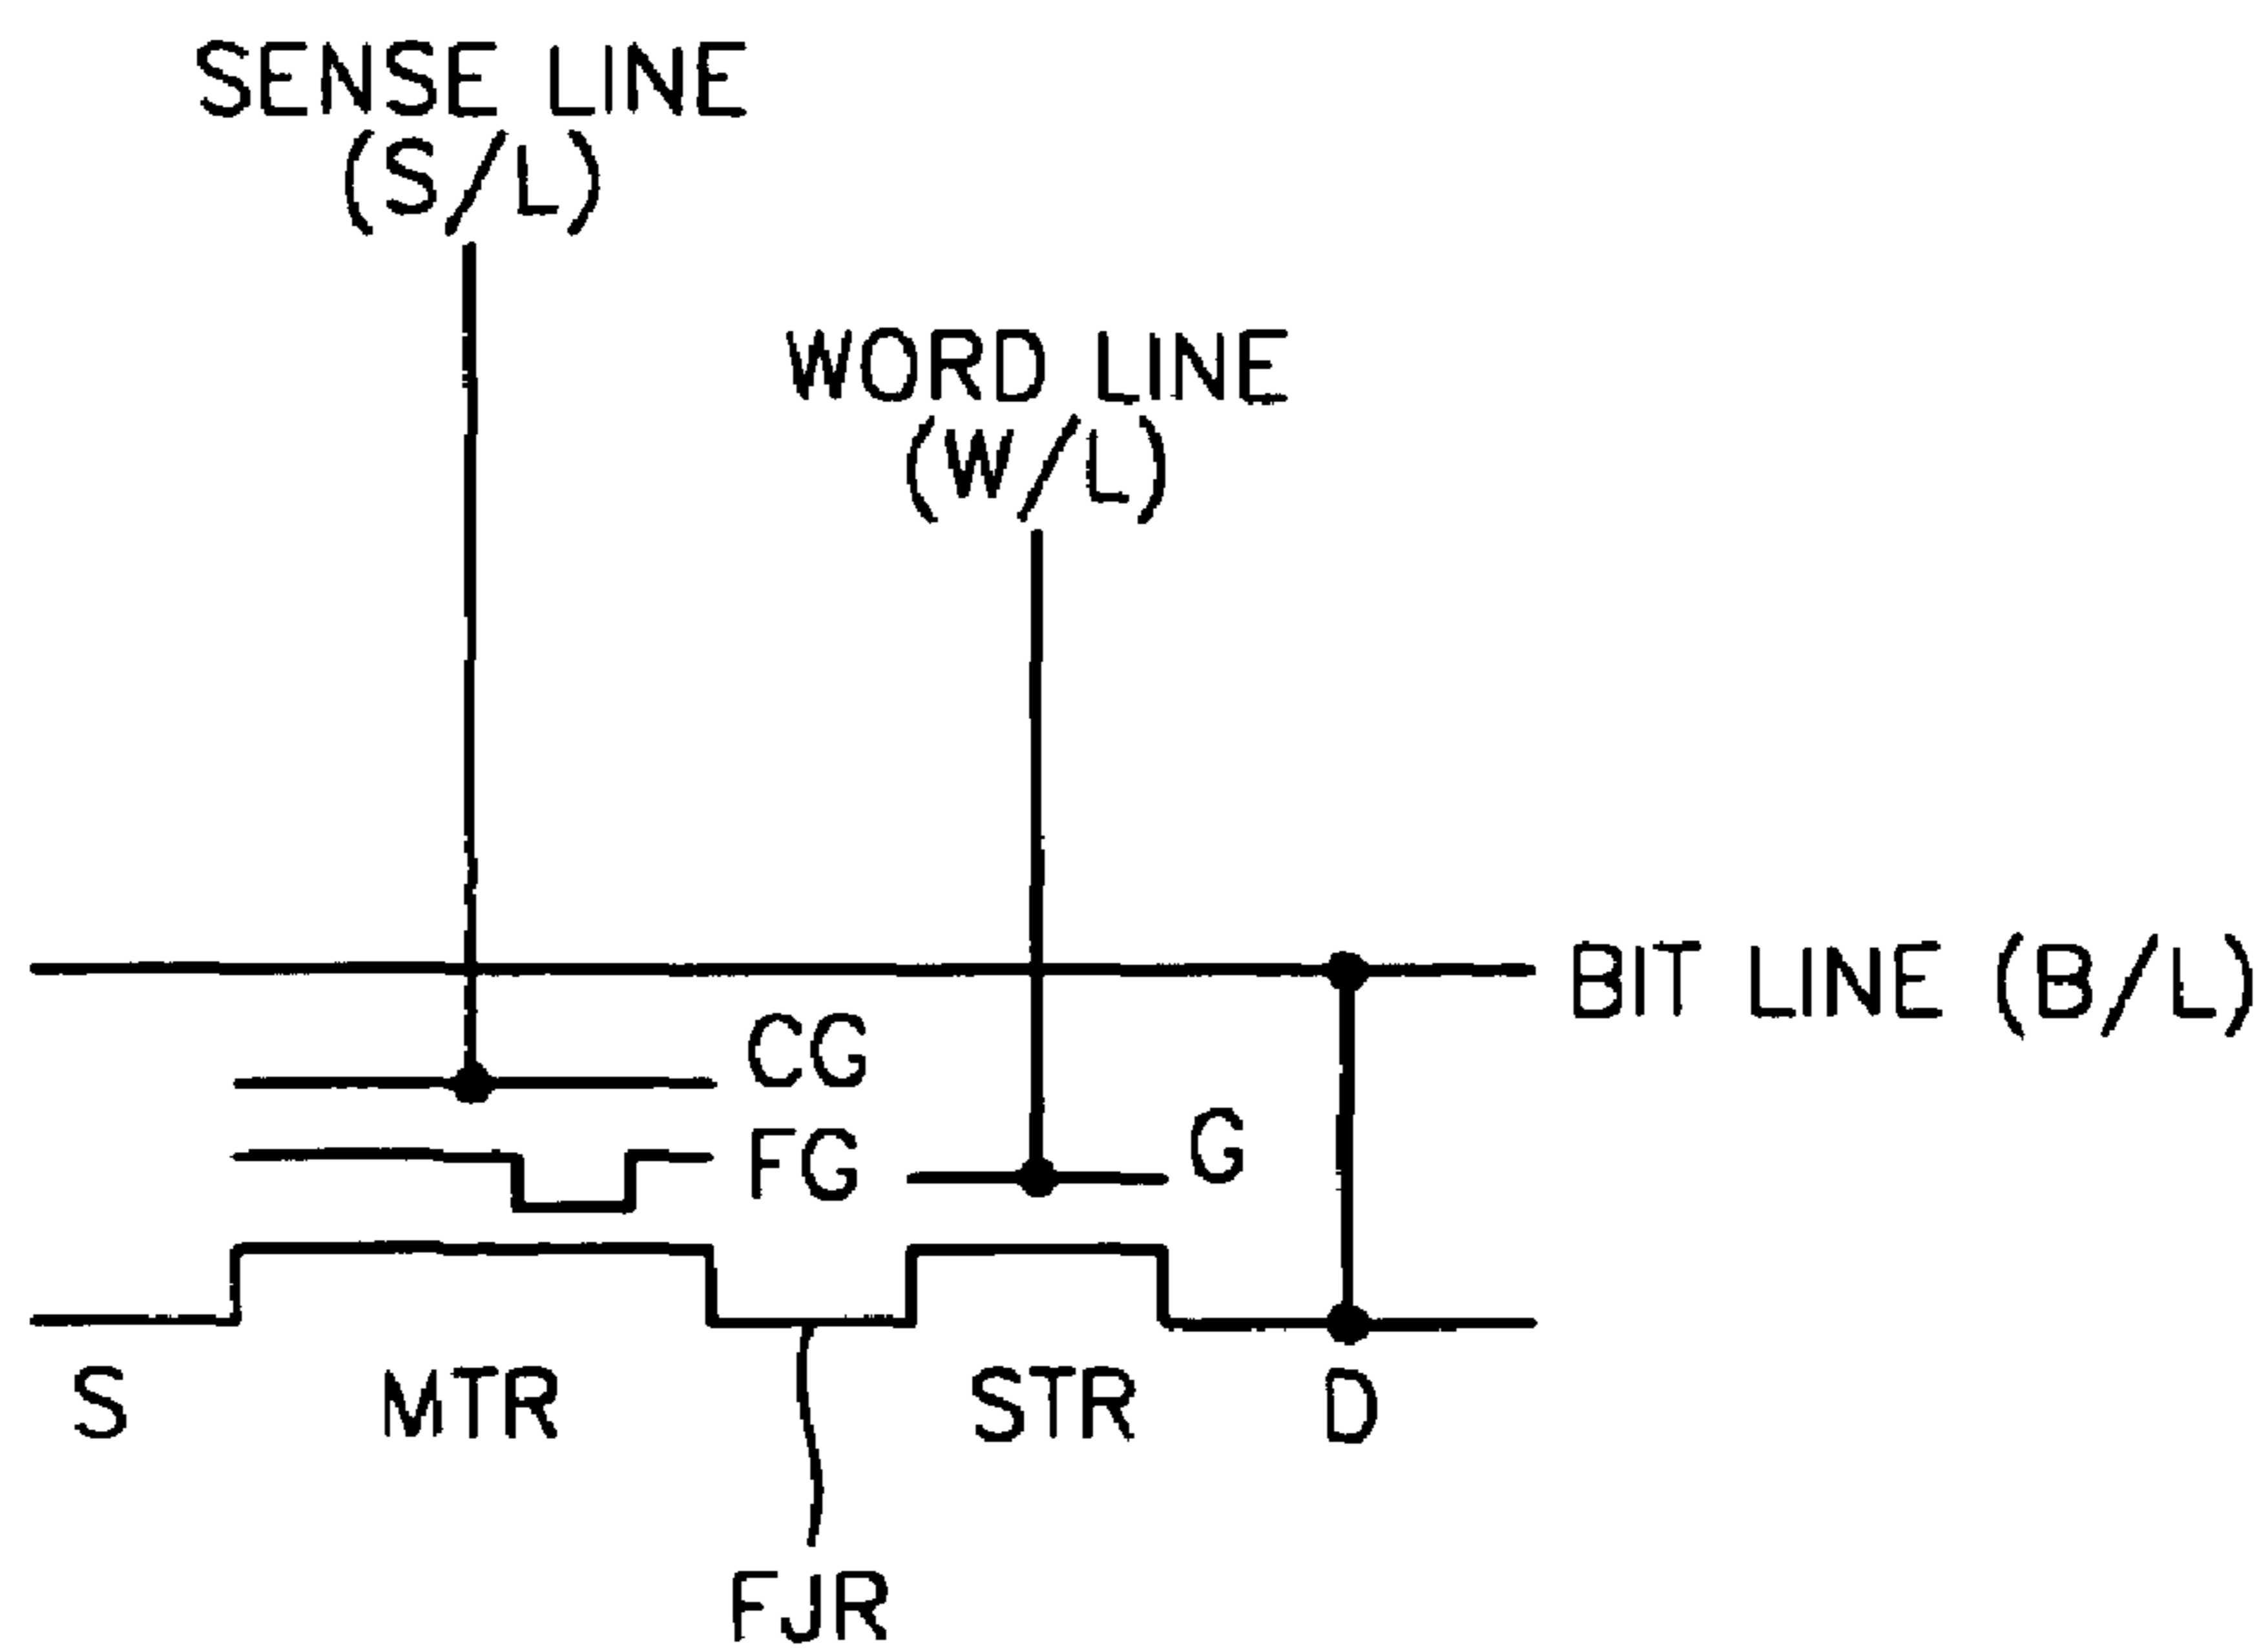 SENSE LINE
(S/L)
WORD LINE
(W/L)
BIT LINE (B/L)
CG
FG
G
S
MTR
STR
D
FJR